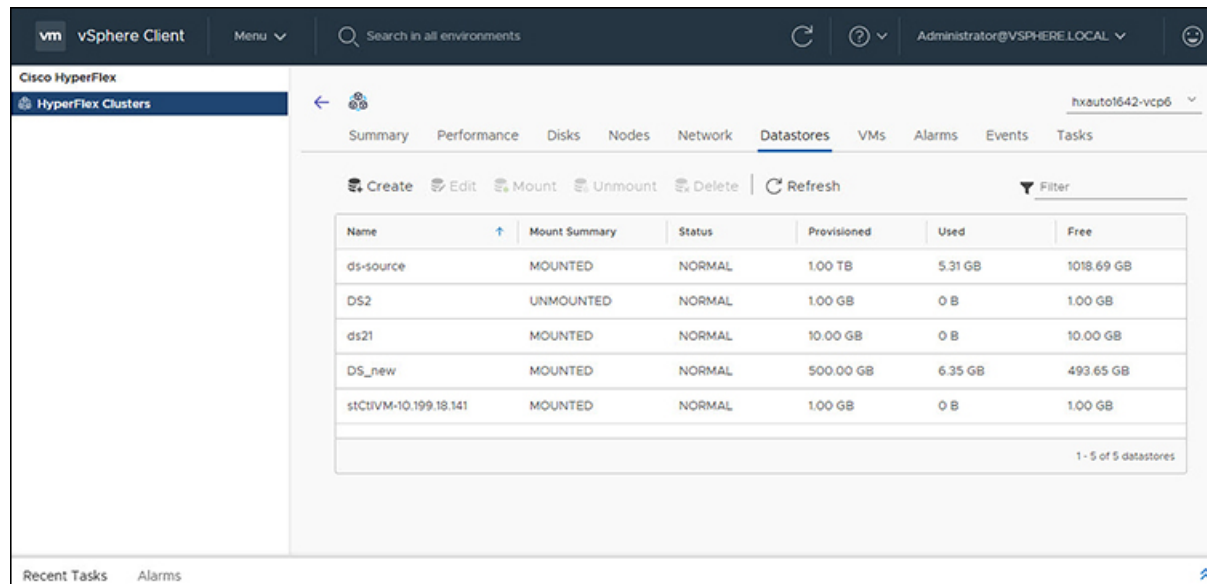 vm vSphere Client Menu Search in all environments Administrator@VSPHERE.LOCAL
Cisco HyperFlex
HyperFlex Clusters
hxauto1642-vcp6
Summary Performance Disks Nodes Network Datastores VMs Alarms Events Tasks
Create Edit Mount Unmount Delete Refresh Filter
Name Mount Summary Status Provisioned Used Free
ds-source MOUNTED NORMAL 1.00 TB 5.31 GB 1018.69 GB
DS2 UNMOUNTED NORMAL 1.00 GB 0 B 1.00 GB
ds21 MOUNTED NORMAL 10.00 GB 0 B 10.00 GB
DS_new MOUNTED NORMAL 500.00 GB 6.35 GB 493.65 GB
stCtlVM-10.199.18.141 MOUNTED NORMAL 1.00 GB 0 B 1.00 GB
1 - 5 of 5 datastores
Recent Tasks Alarms